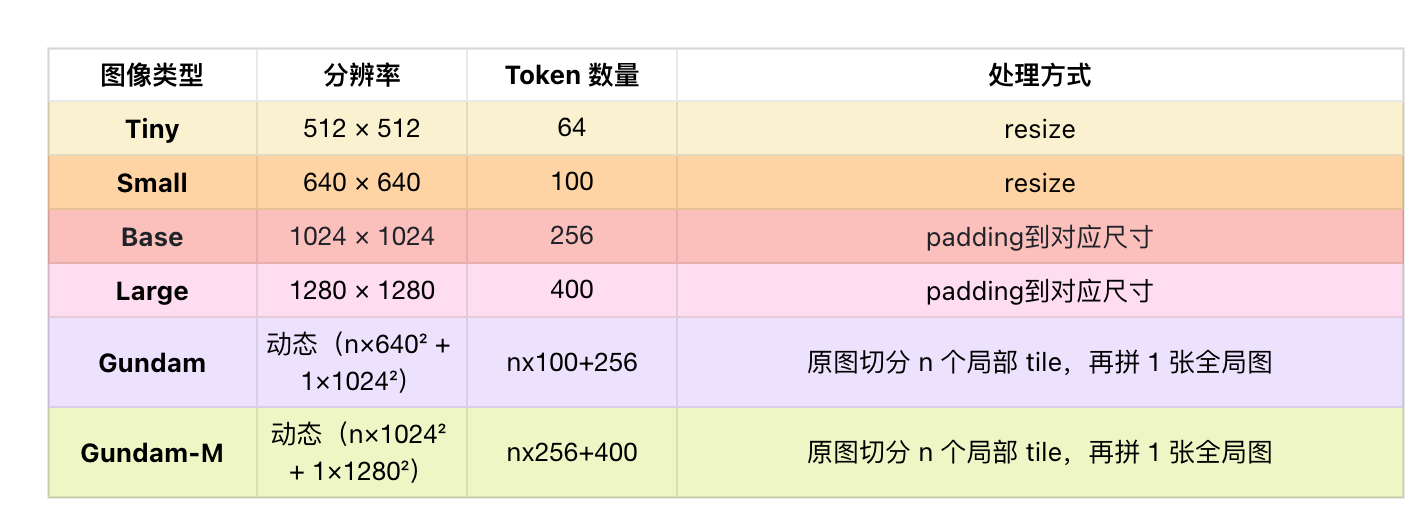 图像类型 分辨率 Token 数量 处理方式
Tiny 512 × 512 64 resize
Small 640 × 640 100 resize
Base 1024 × 1024 256 padding到对应尺寸
Large 1280 × 1280 400 padding到对应尺寸
Gundam
动态（n×640² +
1×1024²）
nx100+256
原图切分 n 个局部 tile，再拼 1 张全局图
Gundam-M
动态（n×1024²
+ 1×1280²）
nx256+400
原图切分 n 个局部 tile，再拼 1 张全局图